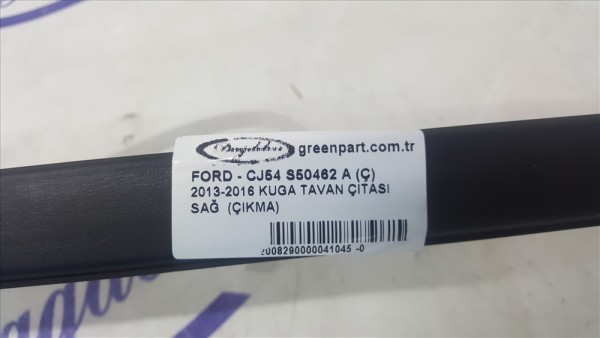 greenpart.com.tr
FORD - CJ54 S50462 A (Ç)
2013-2016 KUGA TAVAN ÇITASI
SAĞ (ÇIKMA)
2008290000041045 -0